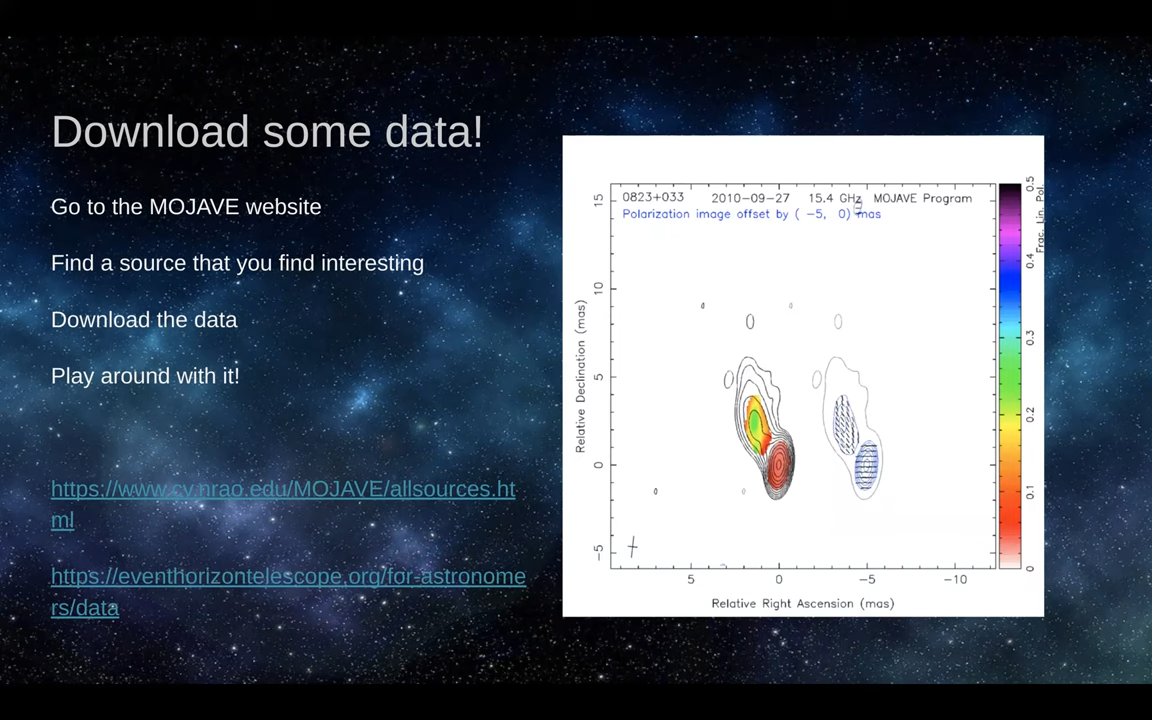 Download some data!
Go to the MOJAVE website
Find a source that you find interesting
Download the data
Play around with it!
https://www.cv.nrao.edu/MOJAVE/allsources.ht
ml
https://eventhorizontelescope.org/for-astronome
rs/data
0823+033 2010-09-27 15.4 GHz MOJAVE Program
Polarization image offset by ( −5, 0) mas
Relative Declination (mas)
15
10
5
0
−5
5 0 −5 −10
Relative Right Ascension (mas)
Frac. Lin. Pol.
0.5
0.4
0.3
0.2
0.1
0